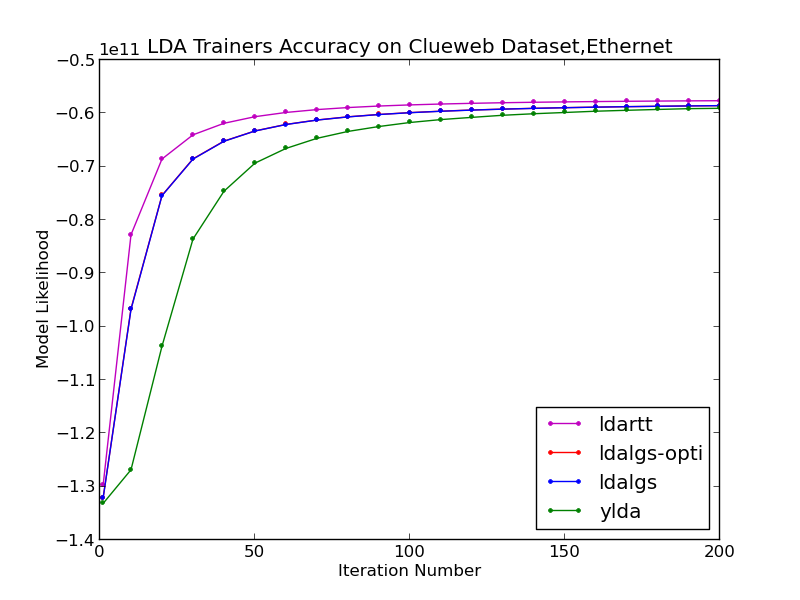 1e11 LDA Trainers Accuracy on Clueweb Dataset,Ethernet
−0.5
−0.6
−0.7
−0.8
−0.9
−1.0
−1.1
−1.2
−1.3
−1.4
Model Likelihood
ldartt
ldalgs-opti
ldalgs
ylda
0 50 100 150 200
Iteration Number